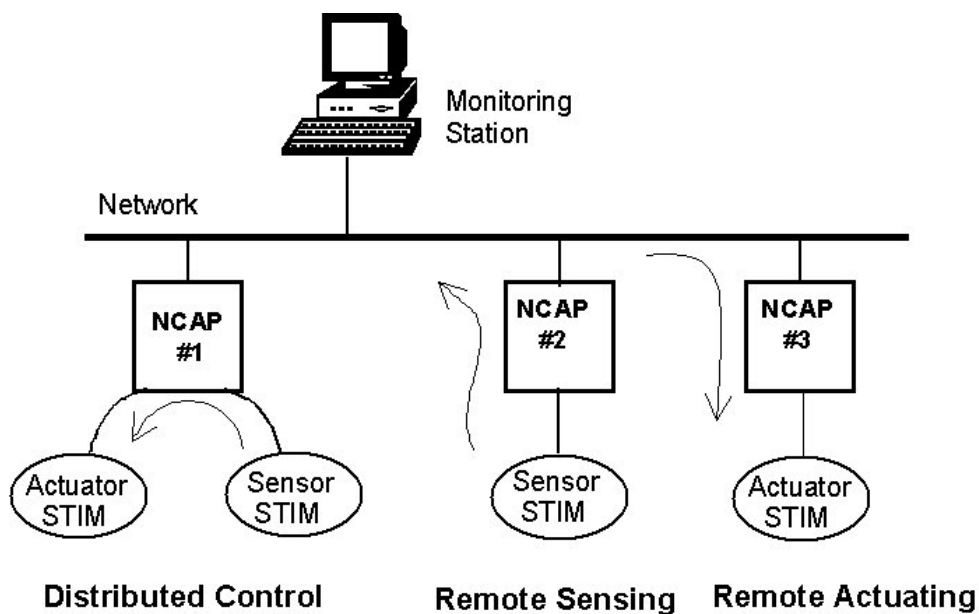 Monitoring
Station
Network
NCAP
#1
NCAP
#2
NCAP
#3
Actuator
STIM
Sensor
STIM
Sensor
STIM
Actuator
STIM
Distributed Control
Remote Sensing
Remote Actuating